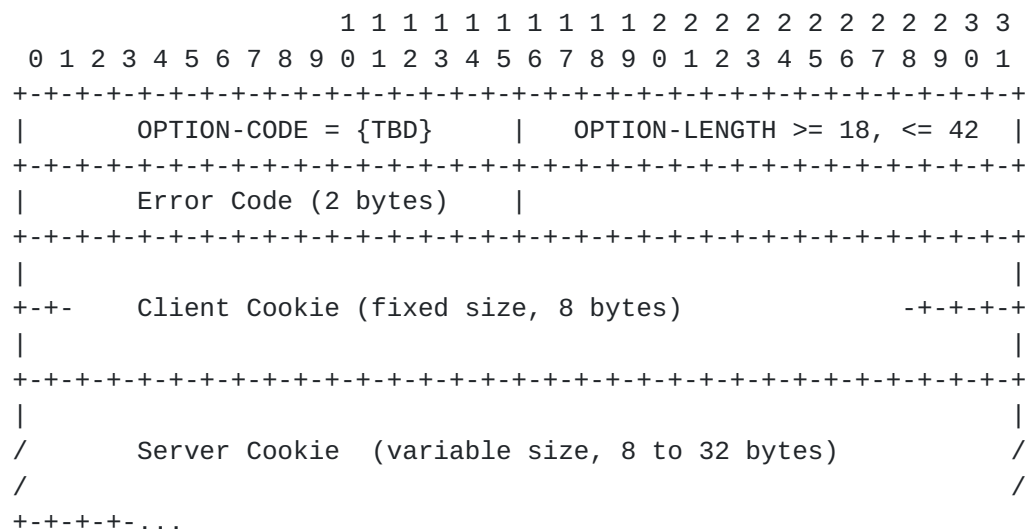 1 1 1 1 1 1 1 1 1 1 2 2 2 2 2 2 2 2 2 2 3 3
 0 1 2 3 4 5 6 7 8 9 0 1 2 3 4 5 6 7 8 9 0 1 2 3 4 5 6 7 8 9 0 1
+-+-+-+-+-+-+-+-+-+-+-+-+-+-+-+-+-+-+-+-+-+-+-+-+-+-+-+-+-+-+-+-+
|       OPTION-CODE = {TBD}     |   OPTION-LENGTH >= 18, <= 42  |
+-+-+-+-+-+-+-+-+-+-+-+-+-+-+-+-+-+-+-+-+-+-+-+-+-+-+-+-+-+-+-+-+
|       Error Code (2 bytes)    |
+-+-+-+-+-+-+-+-+-+-+-+-+-+-+-+-+-+-+-+-+-+-+-+-+-+-+-+-+-+-+-+-+
|                                                               |
+-+-    Client Cookie (fixed size, 8 bytes)              -+-+-+-+
|                                                               |
+-+-+-+-+-+-+-+-+-+-+-+-+-+-+-+-+-+-+-+-+-+-+-+-+-+-+-+-+-+-+-+-+
|                                                               |
/       Server Cookie  (variable size, 8 to 32 bytes)           /
/                                                               /
+-+-+-+-...